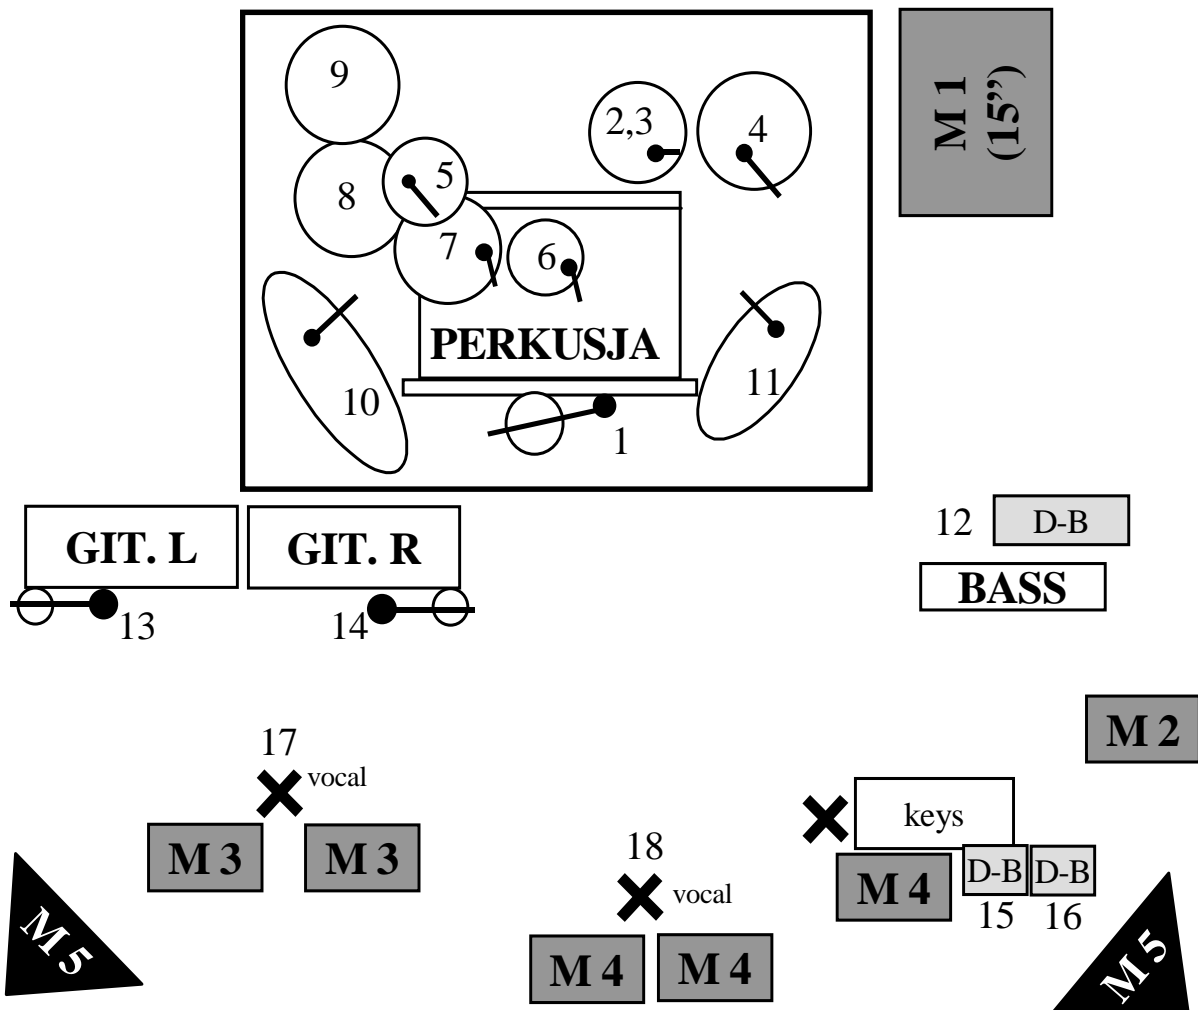 9
2,3
4
M 1
(15”)
5
8
7
6
PERKUSJA
10
11
1
GIT. L
GIT. R
12
D-B
BASS
13
14
M 2
17
vocal
keys
M 3
M 3
18
vocal
M 4
D-B
D-B
15
16
M 5
M 4
M 4
M 5